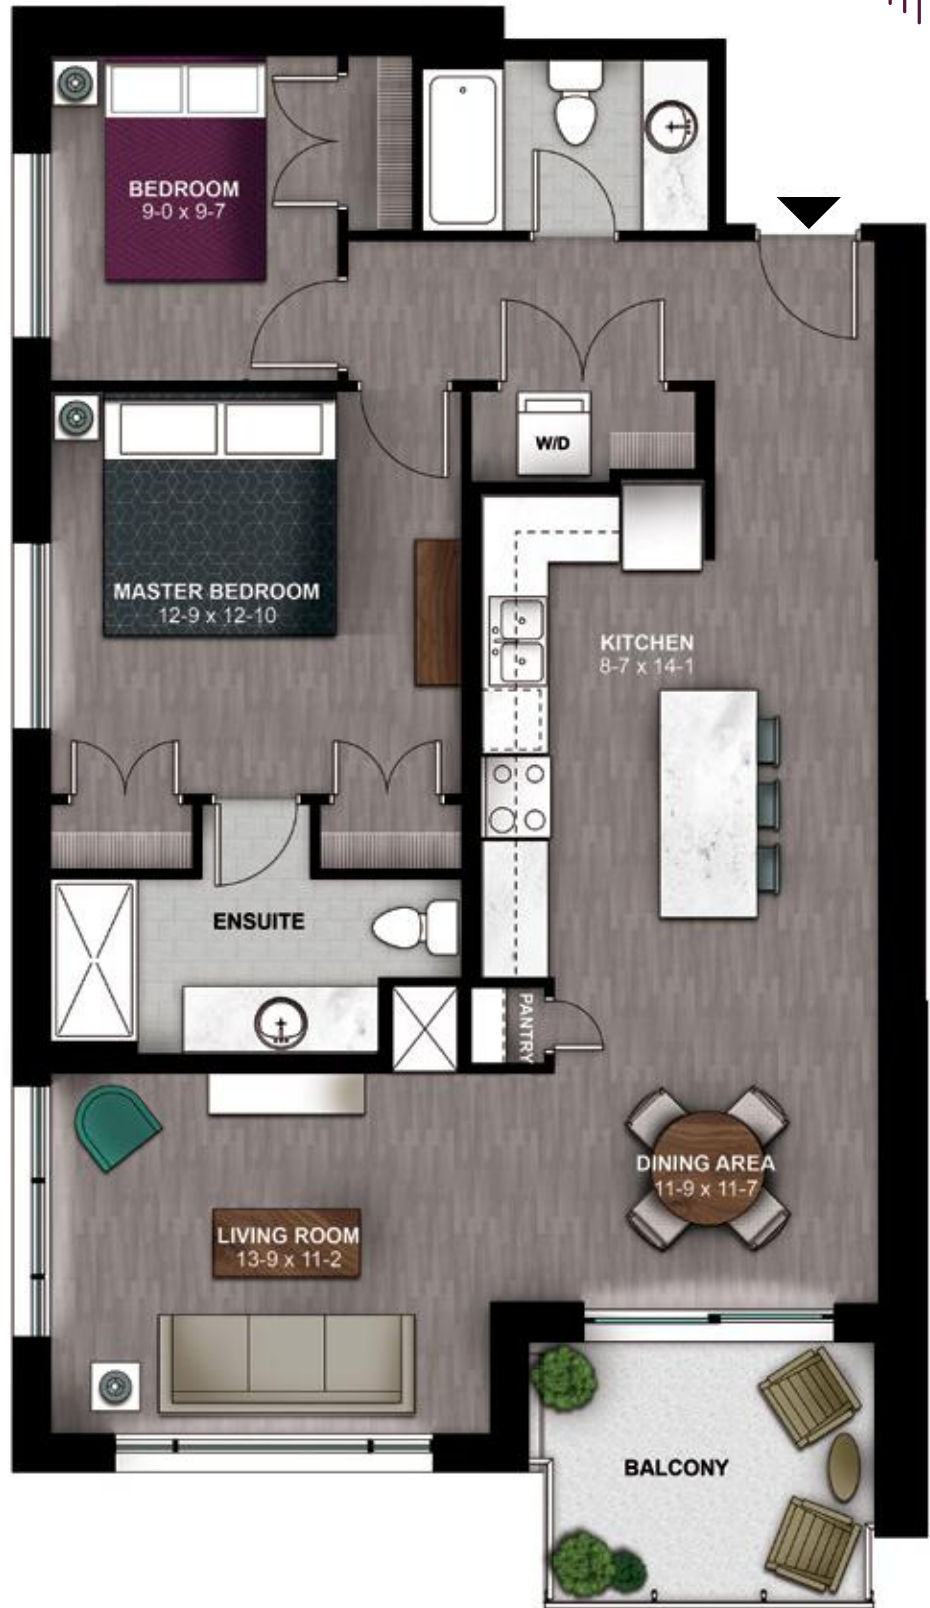 BEDROOM
9-0 x 9-7
W/D
MASTER BEDROOM
12-9 x 12-10
KITCHEN
8-7 x 14-1
ENSUITE
PANTRY
DINING AREA
11-9 x 11-7
LIVING ROOM
13-9 x 11-2
BALCONY